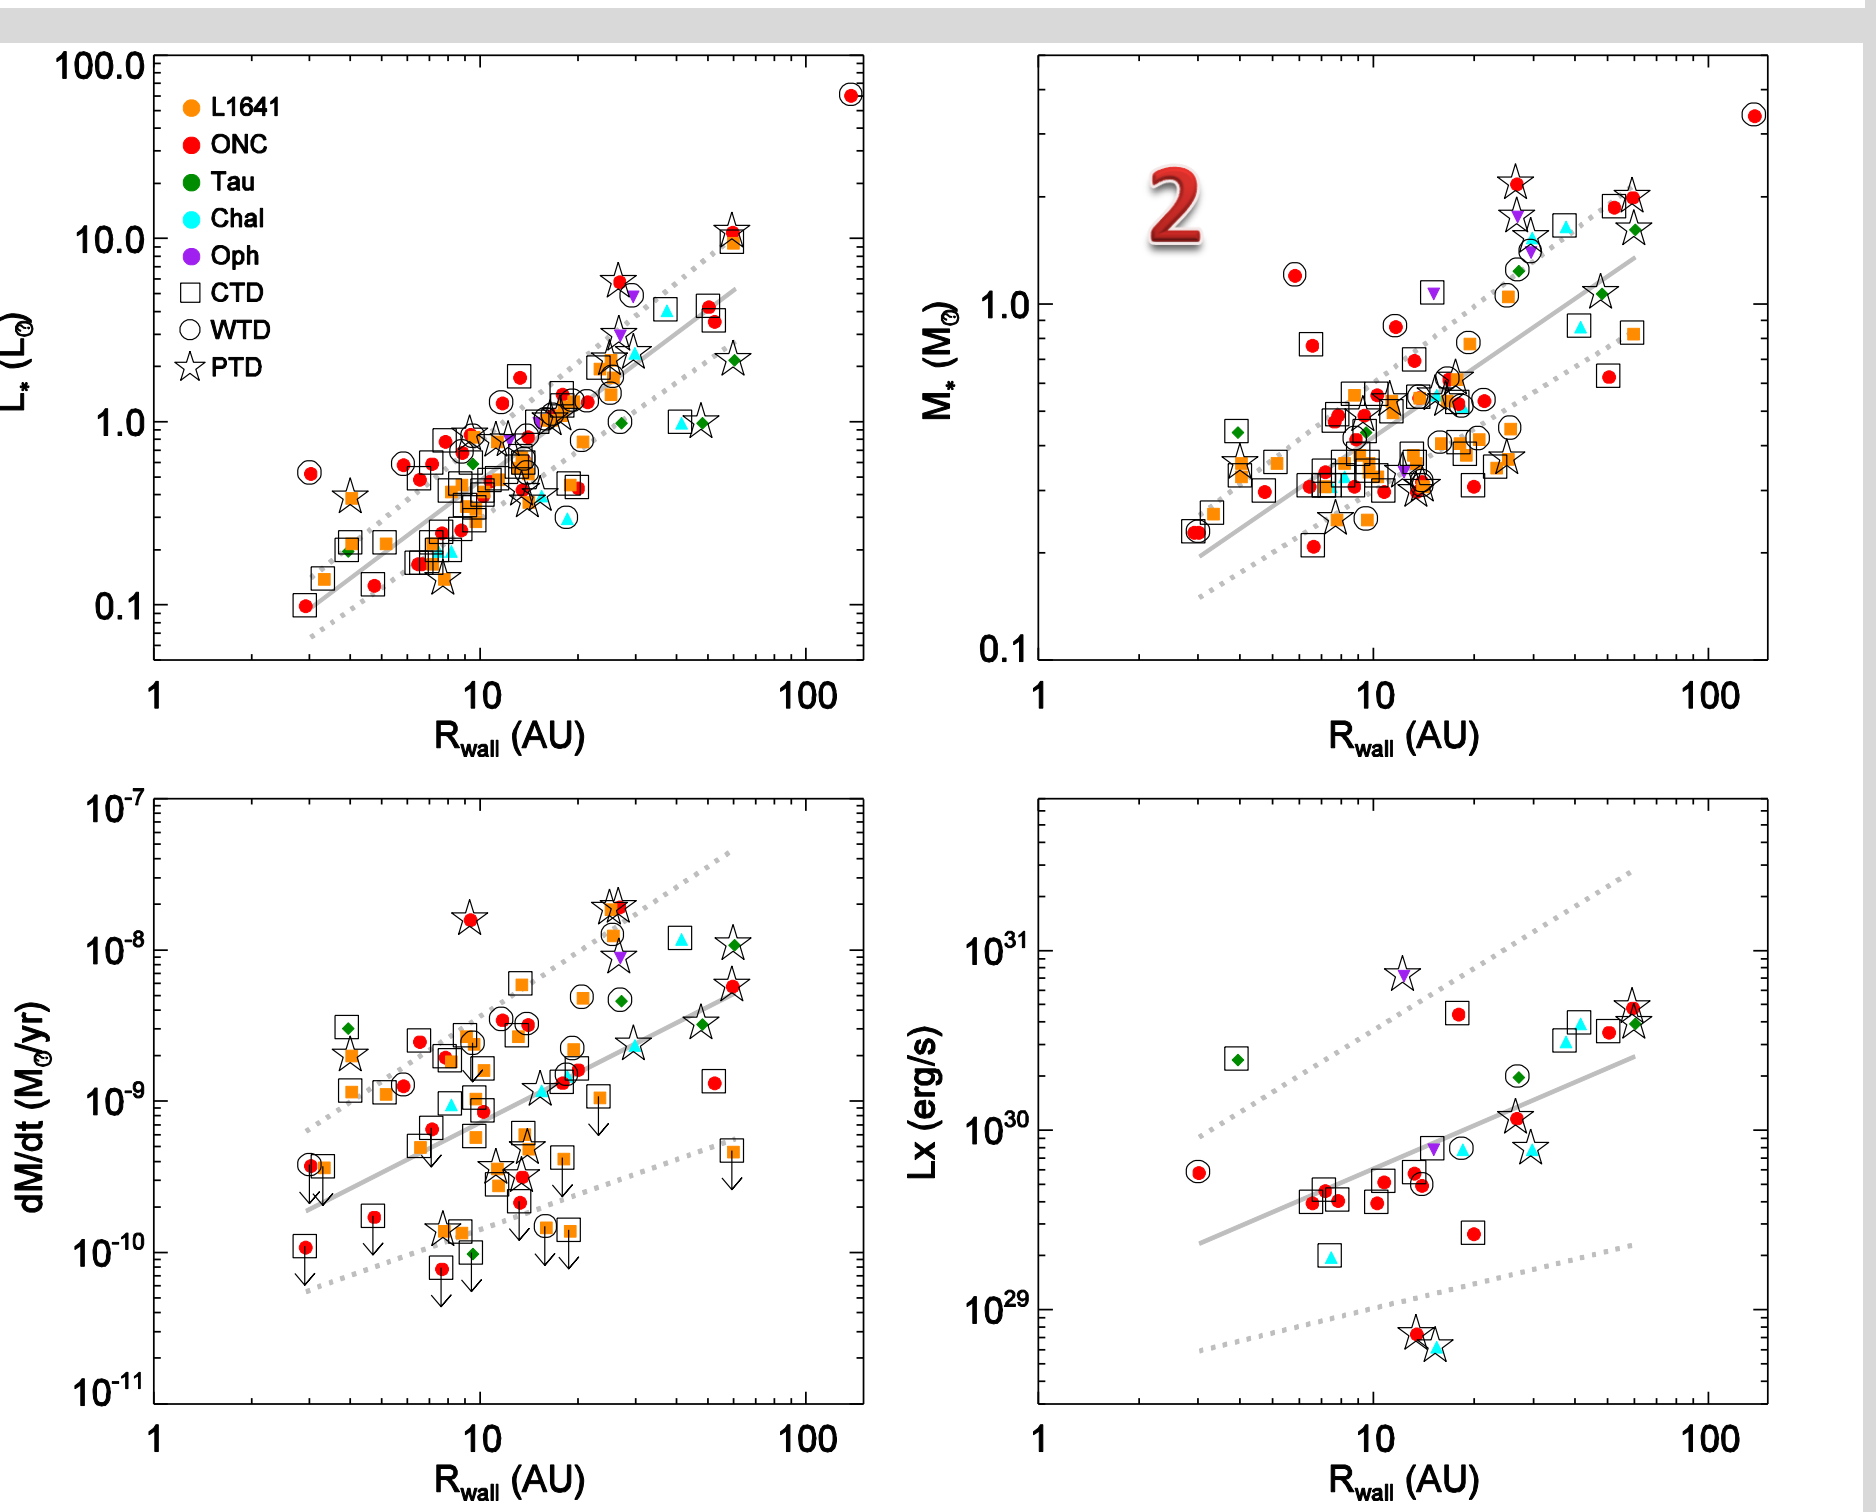 100.0
10.0
1.0
0.1
L* (L⊙)
L1641
ONC
Tau
ChaI
Oph
CTD
WTD
PTD
1 10 100
Rwall (AU)
2
1.0
0.1
M* (M⊙)
1 10 100
Rwall (AU)
10-7
10-8
10-9
10-10
10-11
dM/dt (M⊙/yr)
1 10 100
Rwall (AU)
1031
1030
1029
Lx (erg/s)
1 10 100
Rwall (AU)